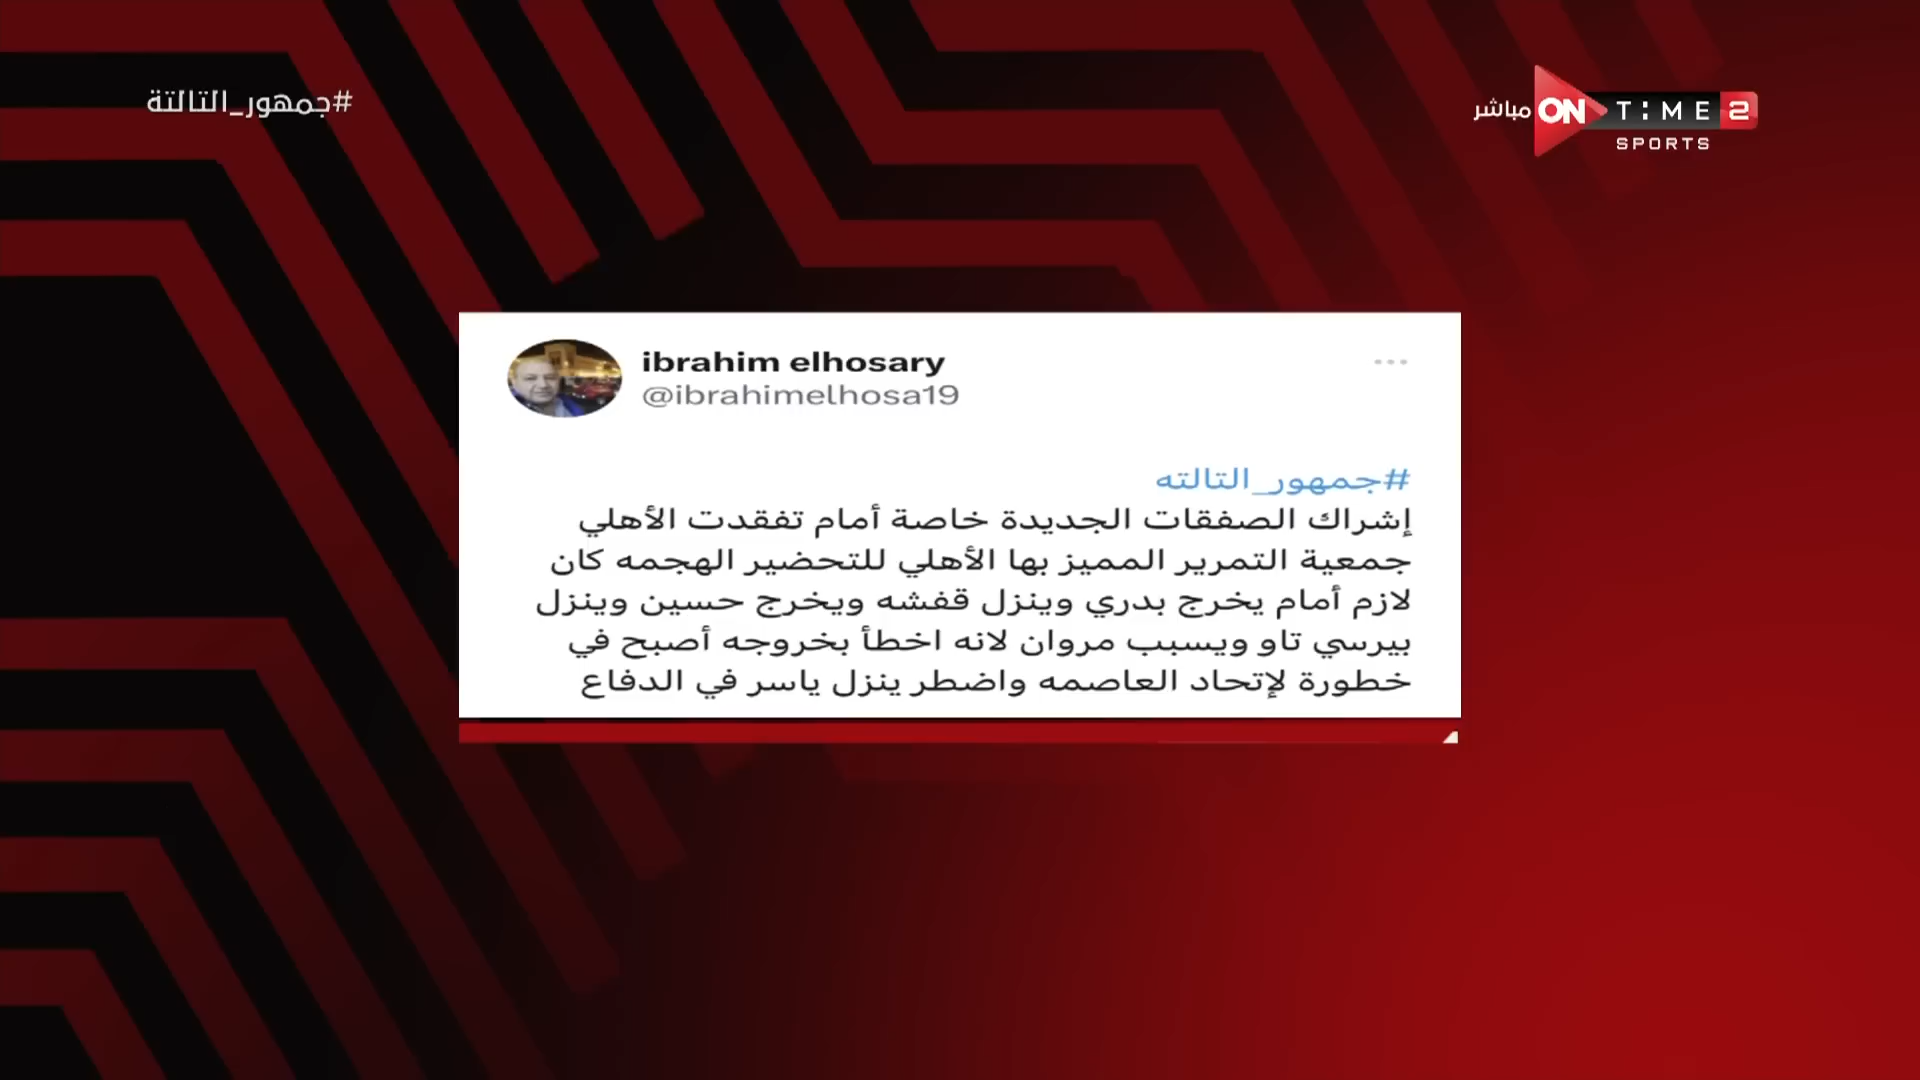 #جمهور_التالتة
مباشر ON TIME 2
SPORTS
ibrahim elhosary
@ibrahimelhosa19
#جمهور_التالته
إشراك الصفقات الجديدة خاصة أمام تفقدت الأهلي
جمعية التمرير المميز بها الأهلي للتحضير الهجمه كان
لازم أمام يخرج بدري وينزل قفشه ويخرج حسين وينزل
بيرسي تاو ويسبب مروان لانه اخطأ بخروجه أصبح في
خطورة لإتحاد العاصمه واضطر ينزل ياسر في الدفاع